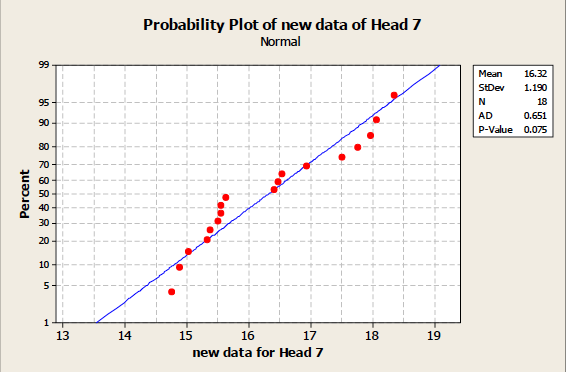 Probability Plot of new data of Head 7
Normal
99
95
90
80
70
60
50
40
30
20
10
5
1
Percent
13 14 15 16 17 18 19
new data for Head 7
Mean 16.32
StDev 1.190
N 18
AD 0.651
P-Value 0.075